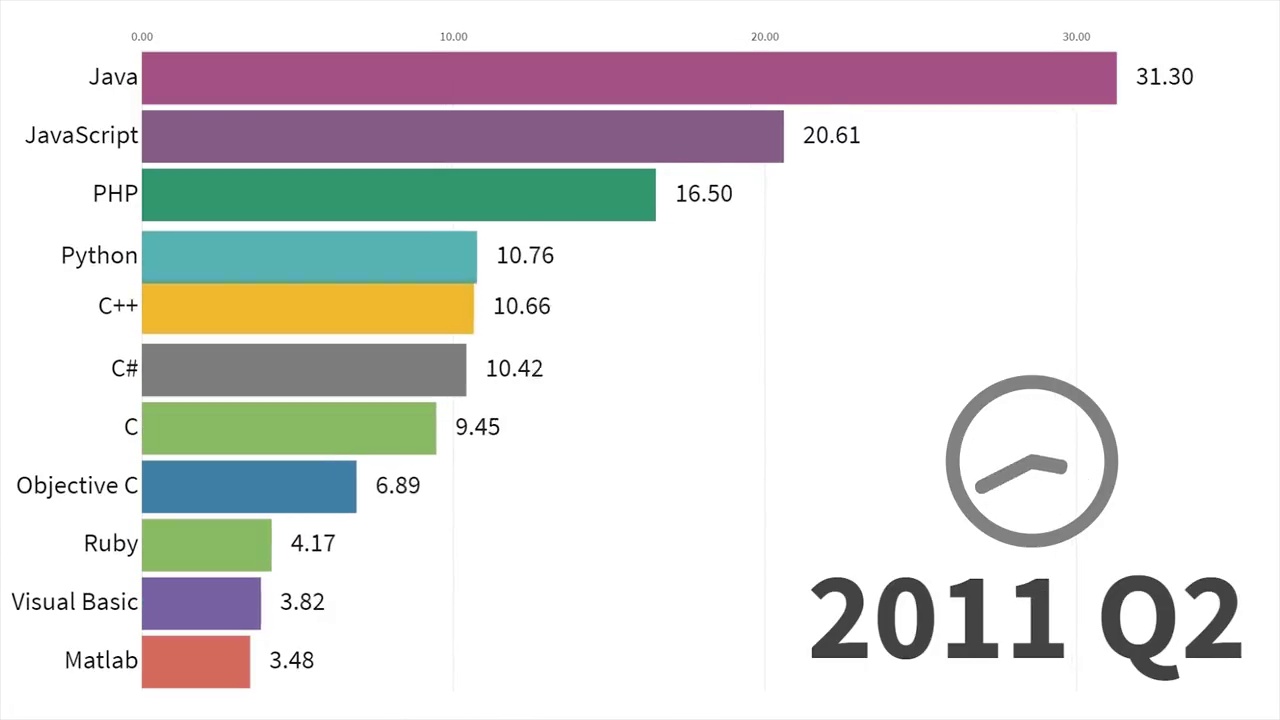 0.00 10.00 20.00 30.00
Java 31.30
JavaScript 20.61
PHP 16.50
Python 10.76
C++ 10.66
C# 10.42
C 9.45
Objective C 6.89
Ruby 4.17
Visual Basic 3.82
Matlab 3.48
2011 Q2